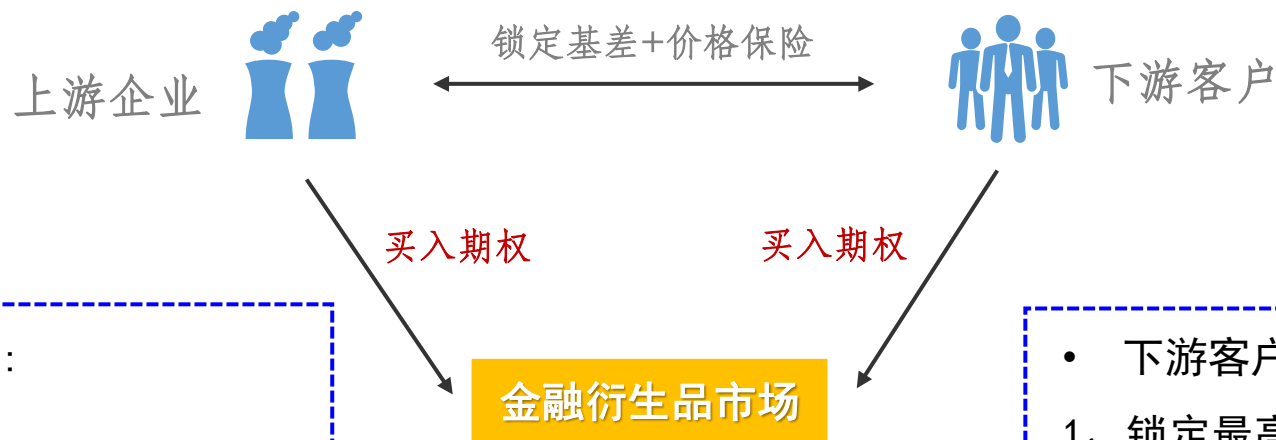 锁定基差+价格保险
上游企业
下游客户
买入期权
买入期权
:
• 下游客户
金融衍生品市场
1、锁定最高